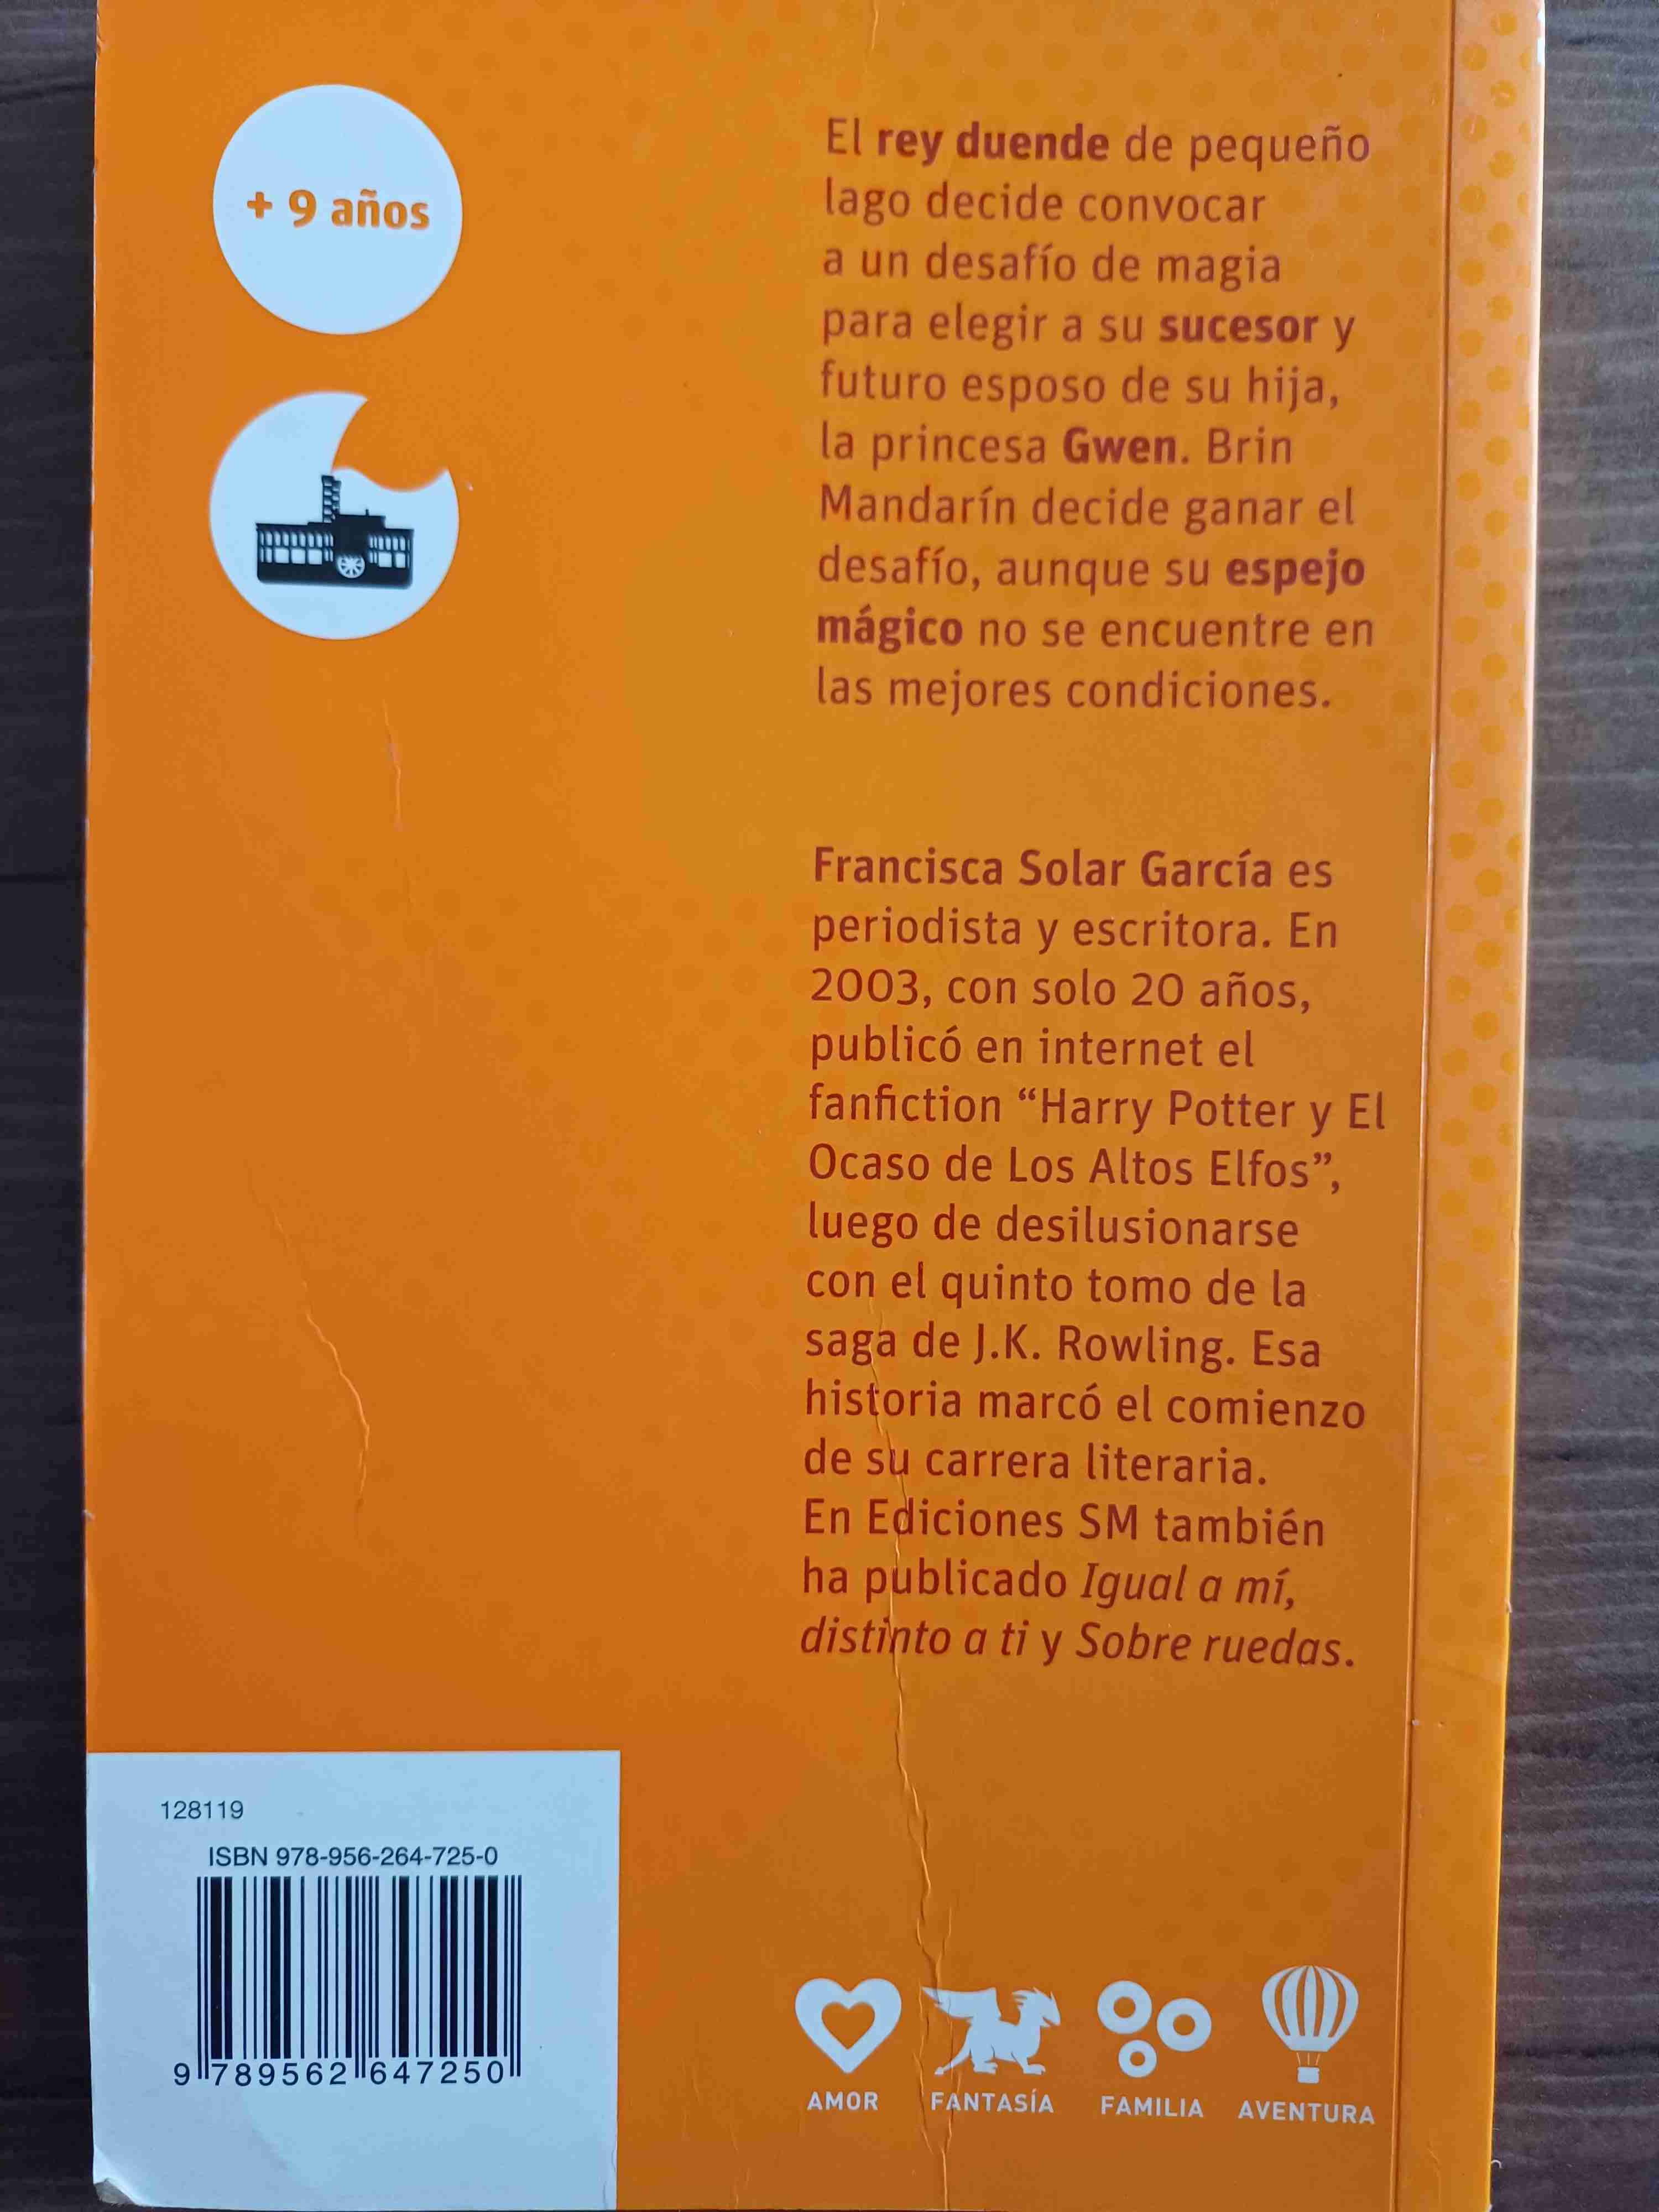 + 9 años
El rey duende de pequeño
lago decide convocar
a un desafío de magia
para elegir a su sucesor y
futuro esposo de su hija,
la princesa Gwen. Brin
Mandarín decide ganar el
desafío, aunque su espejo
mágico no se encuentre en
las mejores condiciones.
Francisca Solar García es
periodista y escritora. En
2003, con solo 20 años,
publicó en internet el
fanfiction “Harry Potter y El
Ocaso de Los Altos Elfos”,
luego de desilusionarse
con el quinto tomo de la
saga de J.K. Rowling. Esa
historia marcó el comienzo
de su carrera literaria.
En Ediciones SM también
ha publicado Igual a mí,
distinto a ti y Sobre ruedas.
128119
ISBN 978-956-264-725-0
9 789562 647250
AMOR FANTASÍA FAMILIA AVENTURA